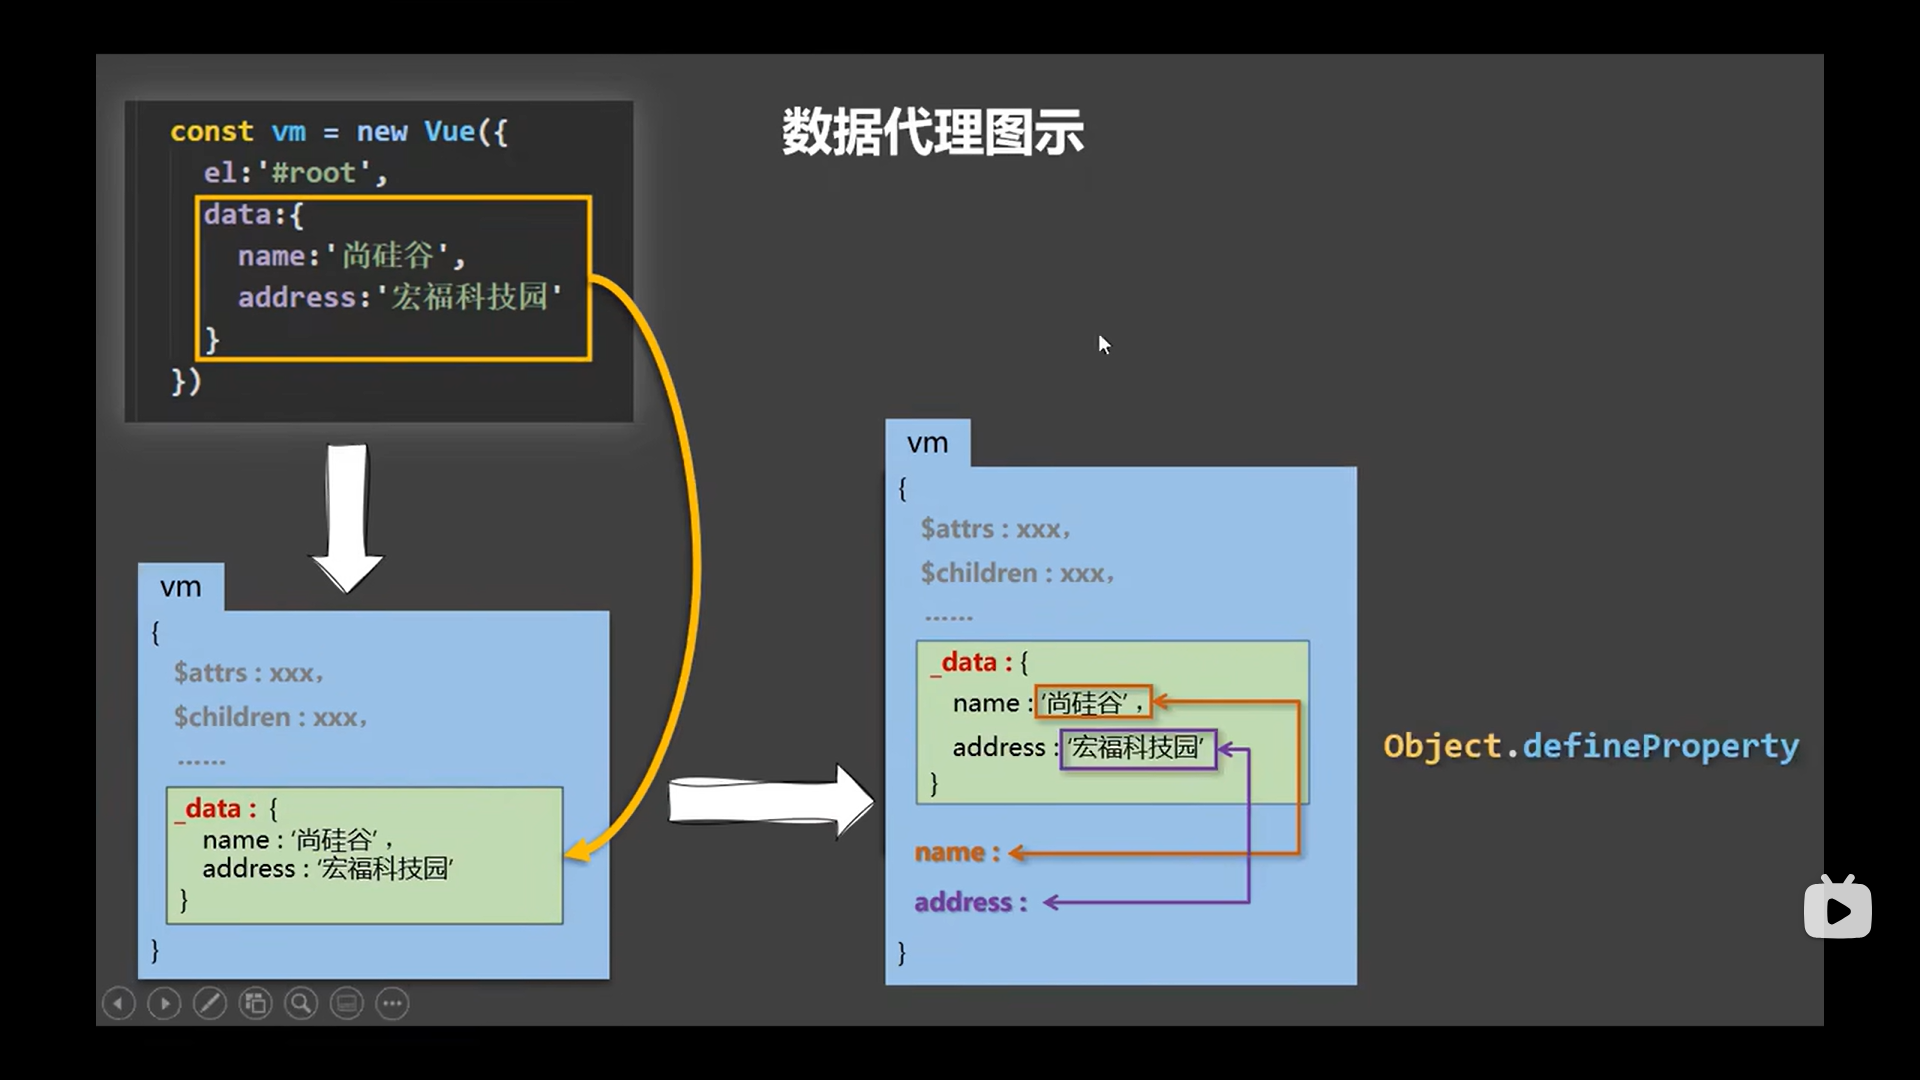 数据代理图示
const vm = new Vue({
el:'#root',
data:{
name:'尚硅谷',
address:'宏福科技园'
}
})
vm
{
$attrs : xxx，
$children : xxx，
......
_data : {
name : ‘尚硅谷’，
address : ‘宏福科技园’
}
}
vm
{
$attrs : xxx，
$children : xxx，
......
_data : {
name : ‘尚硅谷’，
address : ‘宏福科技园’
}
name :
address :
}
Object.defineProperty